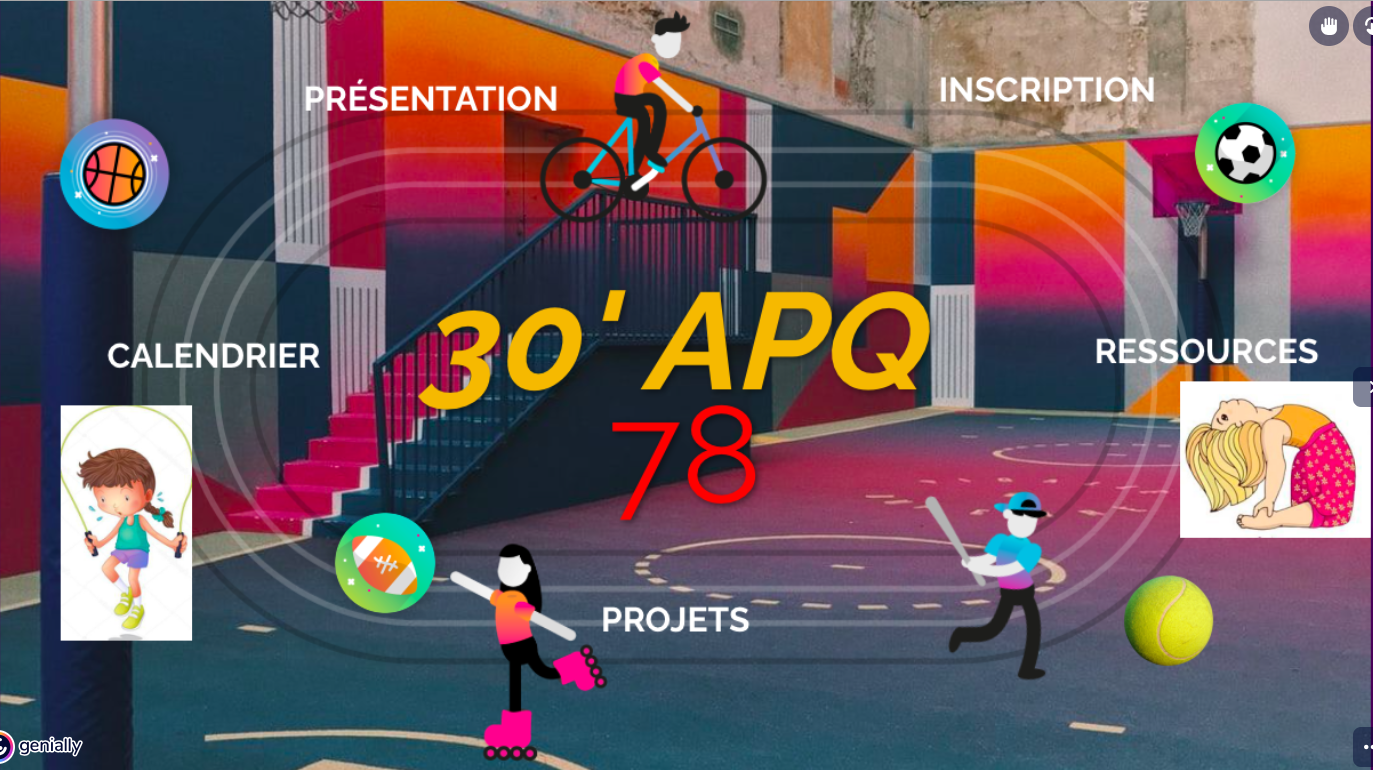 PRÉSENTATION
INSCRIPTION
30' APQ
78
CALENDRIER
RESSOURCES
PROJETS
genially